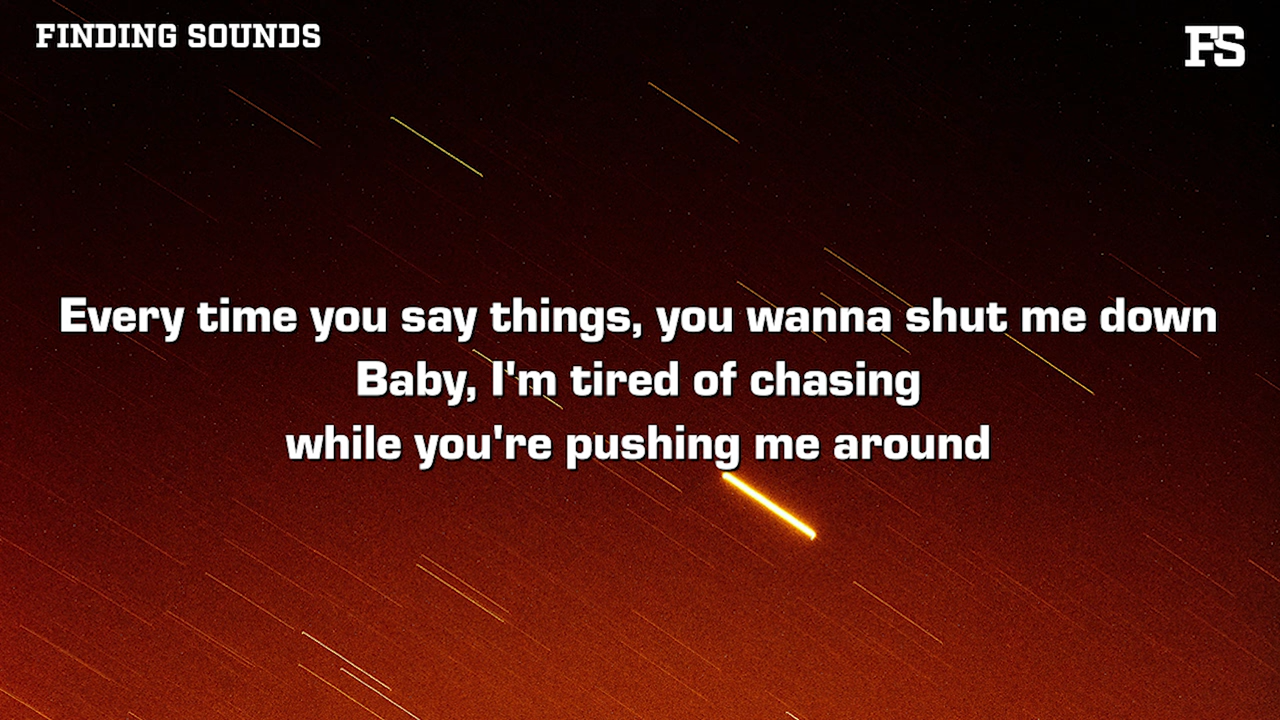 FINDING SOUNDS
FS
Every time you say things, you wanna shut me down
Baby, I'm tired of chasing
while you're pushing me around